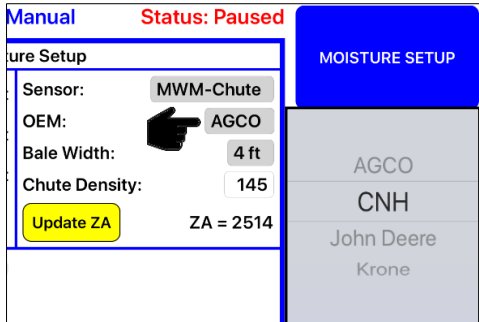 Manual Status: Paused
MOISTURE SETUP
ure Setup
Sensor: MWM-Chute
OEM: AGCO
Bale Width: 4 ft
Chute Density: 145
Update ZA ZA = 2514
AGCO
CNH
John Deere
Krone